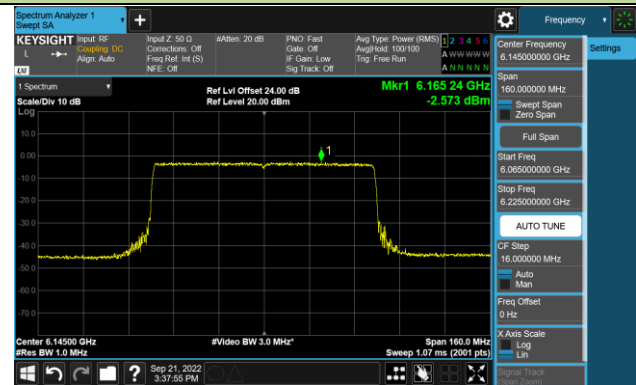 Spectrum Analyzer 1
Swept SA
Frequency
KEYSIGHT
Input: RF
Coupling: DC
Align: Auto
Input Z: 50 Ω
Corrections: Off
Freq Ref: Int (S)
NFE: Off
#Atten: 20 dB
PNO: Fast
Gate: Off
IF Gain: Low
Sig Track: Off
Avg Type: Power (RMS)
Avg|Hold: 100/100
Trig: Free Run
1 2 3 4 5 6
A W W W W W
A N N N N N
L
LXI
1 Spectrum
Scale/Div 10 dB
Log
Ref Lvl Offset 24.00 dB
Ref Level 20.00 dBm
Mkr1 6.165 24 GHz
-2.573 dBm
10.0
0.00
-10.0
-20.0
-30.0
-40.0
-50.0
-60.0
-70.0
1
Center 6.14500 GHz
#Res BW 1.0 MHz
#Video BW 3.0 MHz*
Span 160.0 MHz
Sweep 1.07 ms (2001 pts)
Sep 21, 2022
3:37:55 PM
Center Frequency
6.145000000 GHz
Span
160.000000 MHz
Swept Span
Zero Span
Full Span
Start Freq
6.065000000 GHz
Stop Freq
6.225000000 GHz
AUTO TUNE
CF Step
16.000000 MHz
Auto
Man
Freq Offset
0 Hz
X Axis Scale
Log
Lin
Signal Track
(Span Zoom)
Settings